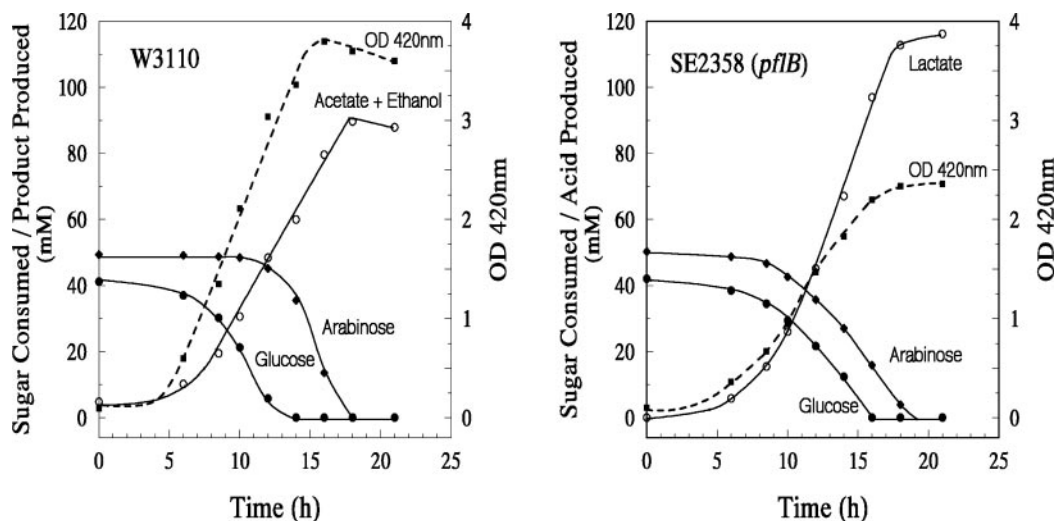 Sugar Consumed / Product Produced
(mM)
120
100
80
60
40
20
0
W3110
OD 420nm
Acetate + Ethanol
Arabinose
Glucose
4
3
2
1
0
OD 420nm
0
5
10
15
20
25
Time (h)
Sugar Consumed / Acid Produced
(mM)
120
100
80
60
40
20
0
SE2358 (pflB)
Lactate
OD 420nm
Arabinose
Glucose
4
3
2
1
0
OD 420nm
0
5
10
15
20
25
Time (h)